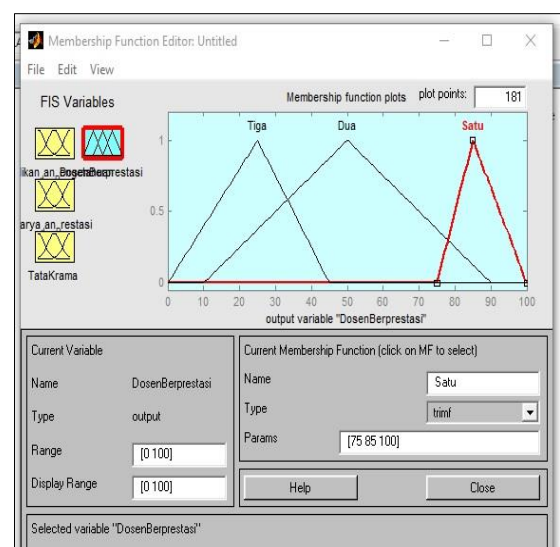 Membership Function Editor: Untitled
File Edit View
FIS Variables
Membership function plots plot points: 181
DosenBerprestasi
arya_an_restasi
TataKrama
Tiga Dua Satu
1
0.5
0
0 10 20 30 40 50 60 70 80 90 100
output variable "DosenBerprestasi"
Current Variable
Name DosenBerprestasi
Type output
Range [0 100]
Display Range [0 100]
Current Membership Function (click on MF to select)
Name Satu
Type trimf
Params [75 85 100]
Help Close
Selected variable "DosenBerprestasi"